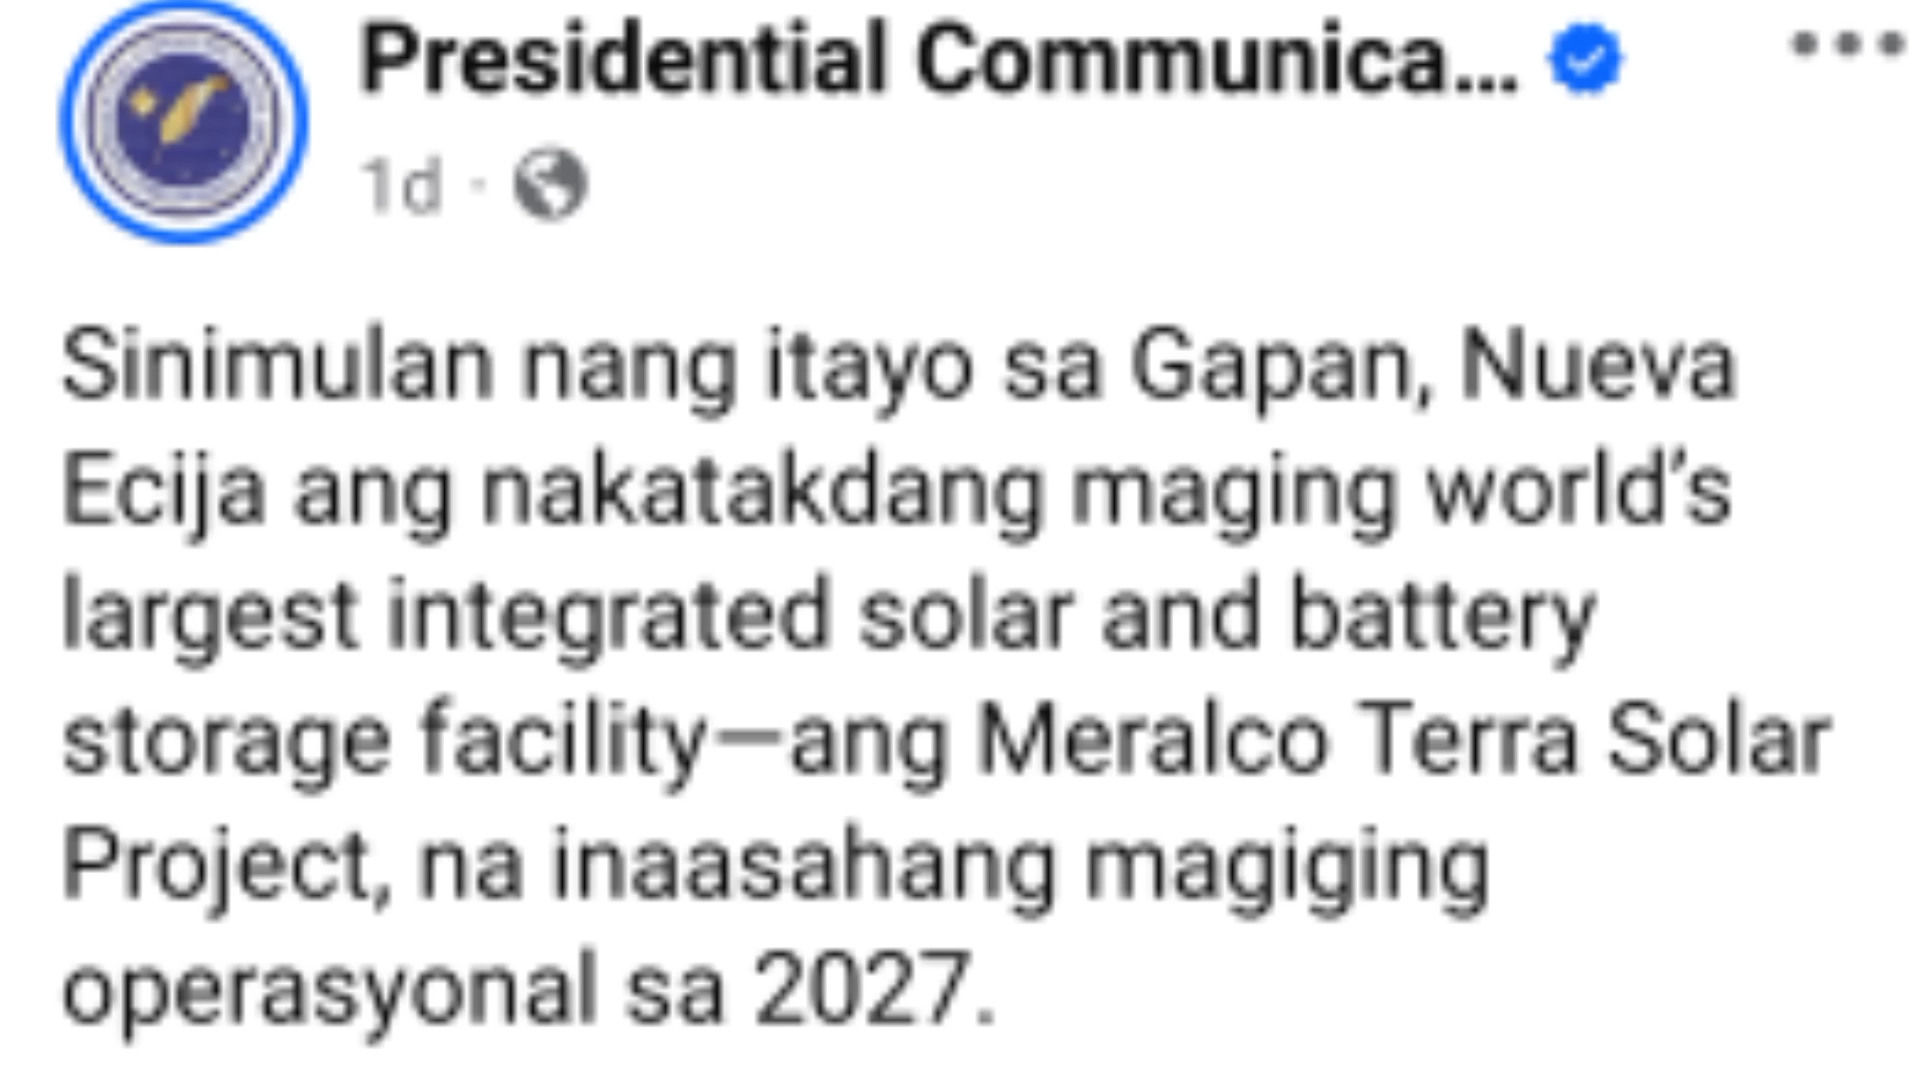 Presidential Communica...
1d ·
Sinimulan nang itayo sa Gapan, Nueva
Ecija ang nakatakdang maging world’s
largest integrated solar and battery
storage facility—ang Meralco Terra Solar
Project, na inaasahang magiging
operasyonal sa 2027.